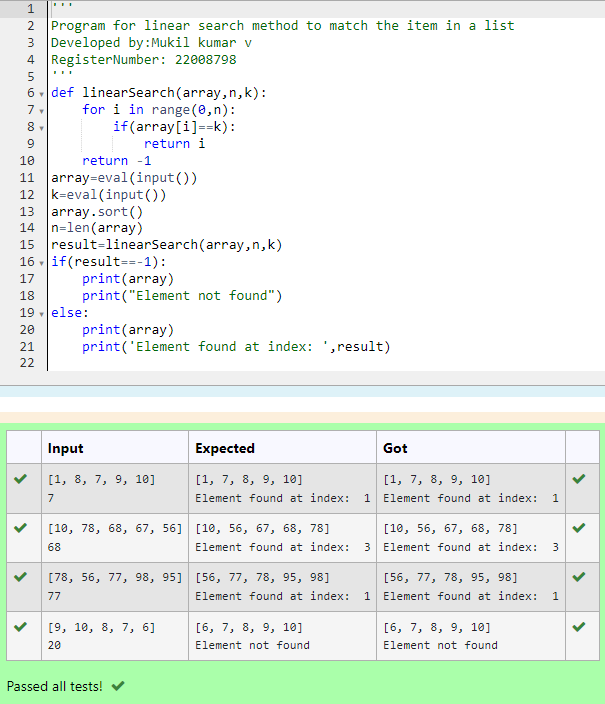 1 '''
2 Program for linear search method to match the item in a list
3 Developed by:Mukil kumar v
4 RegisterNumber: 22008798
5 '''
6 def linearSearch(array,n,k):
7     for i in range(0,n):
8         if(array[i]==k):
9             return i
10     return -1
11 array=eval(input())
12 k=eval(input())
13 array.sort()
14 n=len(array)
15 result=linearSearch(array,n,k)
16 if(result==-1):
17     print(array)
18     print("Element not found")
19 else:
20     print(array)
21     print('Element found at index: ',result)
22
Input Expected Got
[1, 8, 7, 9, 10] [1, 7, 8, 9, 10] [1, 7, 8, 9, 10]
7 Element found at index:  1 Element found at index:  1
[10, 78, 68, 67, 56] [10, 56, 67, 68, 78] [10, 56, 67, 68, 78]
68 Element found at index:  3 Element found at index:  3
[78, 56, 77, 98, 95] [56, 77, 78, 95, 98] [56, 77, 78, 95, 98]
77 Element found at index:  1 Element found at index:  1
[9, 10, 8, 7, 6] [6, 7, 8, 9, 10] [6, 7, 8, 9, 10]
20 Element not found Element not found
Passed all tests!